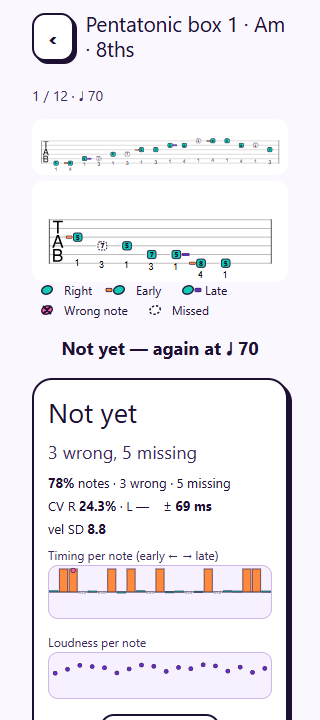 Pentatonic box 1 · Am
· 8ths
1 / 12 · ♩ 70
T
A
B
7 5 7 5 8 5
1 3 1 3 1 4 1
Right Early Late
Wrong note Missed
Not yet — again at ♩ 70
Not yet
3 wrong, 5 missing
78% notes · 3 wrong · 5 missing
CV R 24.3% · L — ± 69 ms
vel SD 8.8
Timing per note (early ← → late)
Loudness per note